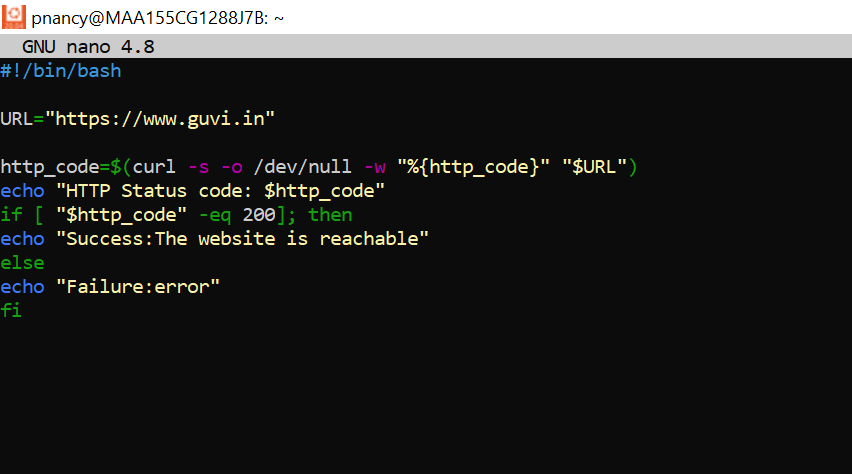 pnancy@MAA155CG1288J7B: ~
GNU nano 4.8
#!/bin/bash
URL="https://www.guvi.in"
http_code=$(curl -s -o /dev/null -w "%{http_code}" "$URL")
echo "HTTP Status code: $http_code"
if [ "$http_code" -eq 200]; then
echo "Success:The website is reachable"
else
echo "Failure:error"
fi